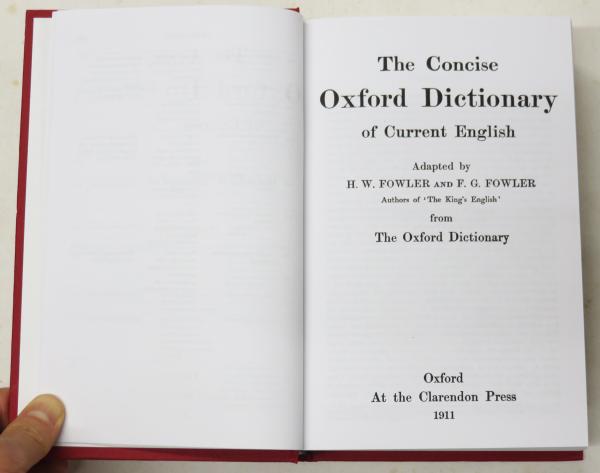 The Concise
Oxford Dictionary
of Current English
Adapted by
H. W. FOWLER AND F. G. FOWLER
Authors of 'The King's English'
from
The Oxford Dictionary
Oxford
At the Clarendon Press
1911